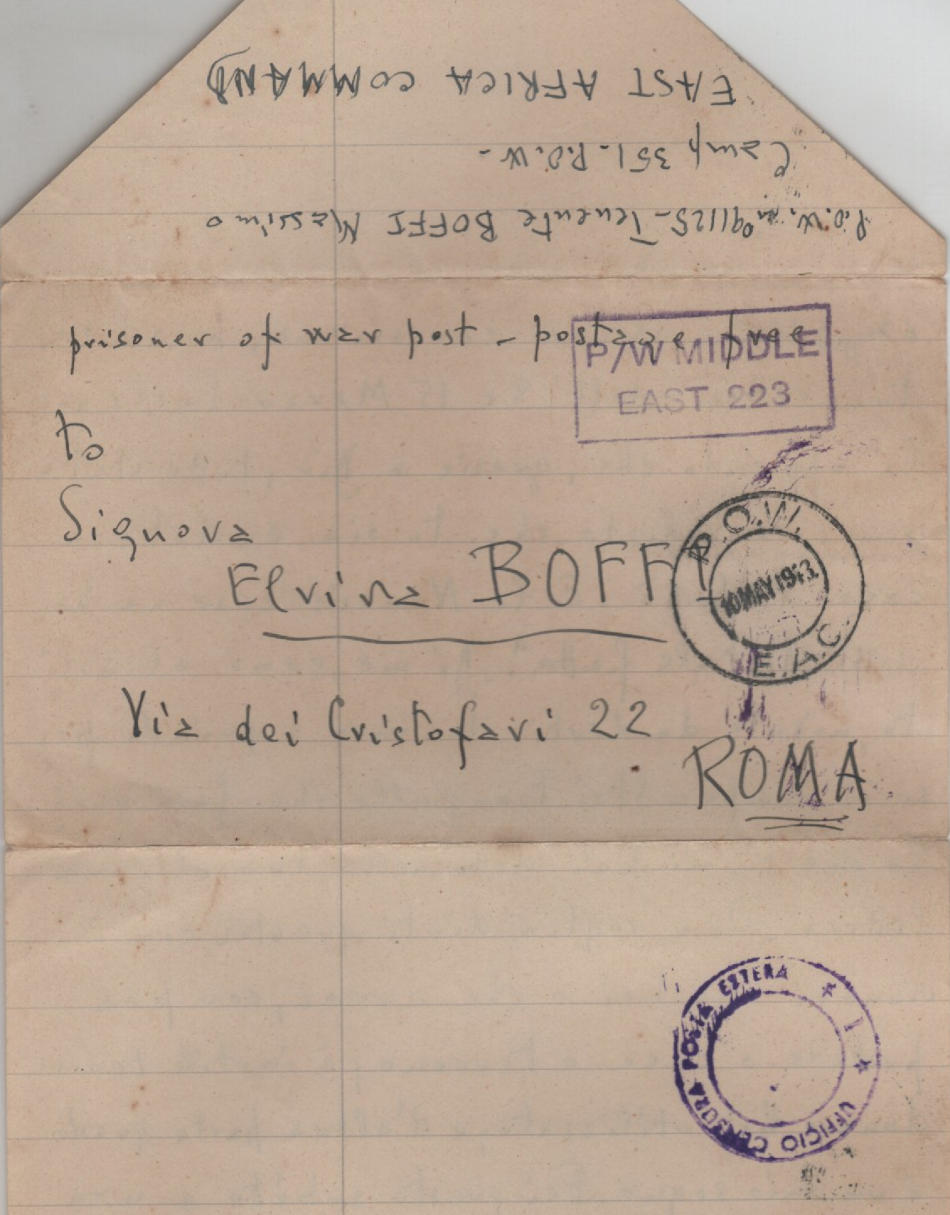 EAST AFRICA COMMAND
Camp 351 - P.O.W. -
P.O.W. n° 91125 - Tenente BOFFI Massimo
prisoner of war post - postage free
P/W MIDDLE
EAST 223
to
Signora
Elvira BOFFI
P.O.W.
10 MAY 1943
E.A.C.
Via dei Cristofari 22
ROMA
UFFICIO CENSURA POSTA ESTERA * I *